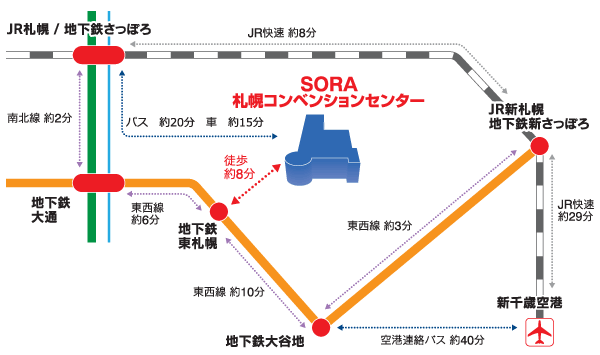 JR札幌 / 地下鉄さっぽろ
JR快速 約8分
SORA
札幌コンベンションセンター
JR新札幌
地下鉄新さっぽろ
南北線 約2分
バス 約20分 車 約15分
徒歩
約8分
地下鉄
大通
東西線
約6分
地下鉄
東札幌
東西線 約3分
JR快速
約29分
東西線 約10分
新千歳空港
地下鉄大谷地
空港連絡バス 約40分